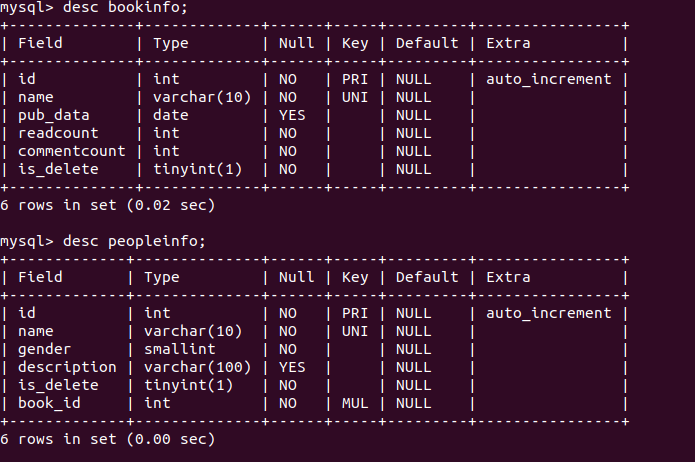 mysql> desc bookinfo;
+--------------+-------------+------+-----+---------+----------------+
| Field        | Type        | Null | Key | Default | Extra          |
+--------------+-------------+------+-----+---------+----------------+
| id           | int         | NO   | PRI | NULL    | auto_increment |
| name         | varchar(10) | NO   | UNI | NULL    |                |
| pub_data     | date        | YES  |     | NULL    |                |
| readcount    | int         | NO   |     | NULL    |                |
| commentcount | int         | NO   |     | NULL    |                |
| is_delete    | tinyint(1)  | NO   |     | NULL    |                |
+--------------+-------------+------+-----+---------+----------------+
6 rows in set (0.02 sec)

mysql> desc peopleinfo;
+-------------+--------------+------+-----+---------+----------------+
| Field       | Type         | Null | Key | Default | Extra          |
+-------------+--------------+------+-----+---------+----------------+
| id          | int          | NO   | PRI | NULL    | auto_increment |
| name        | varchar(10)  | NO   | UNI | NULL    |                |
| gender      | smallint     | NO   |     | NULL    |                |
| description | varchar(100) | YES  |     | NULL    |                |
| is_delete   | tinyint(1)   | NO   |     | NULL    |                |
| book_id     | int          | NO   | MUL | NULL    |                |
+-------------+--------------+------+-----+---------+----------------+
6 rows in set (0.00 sec)